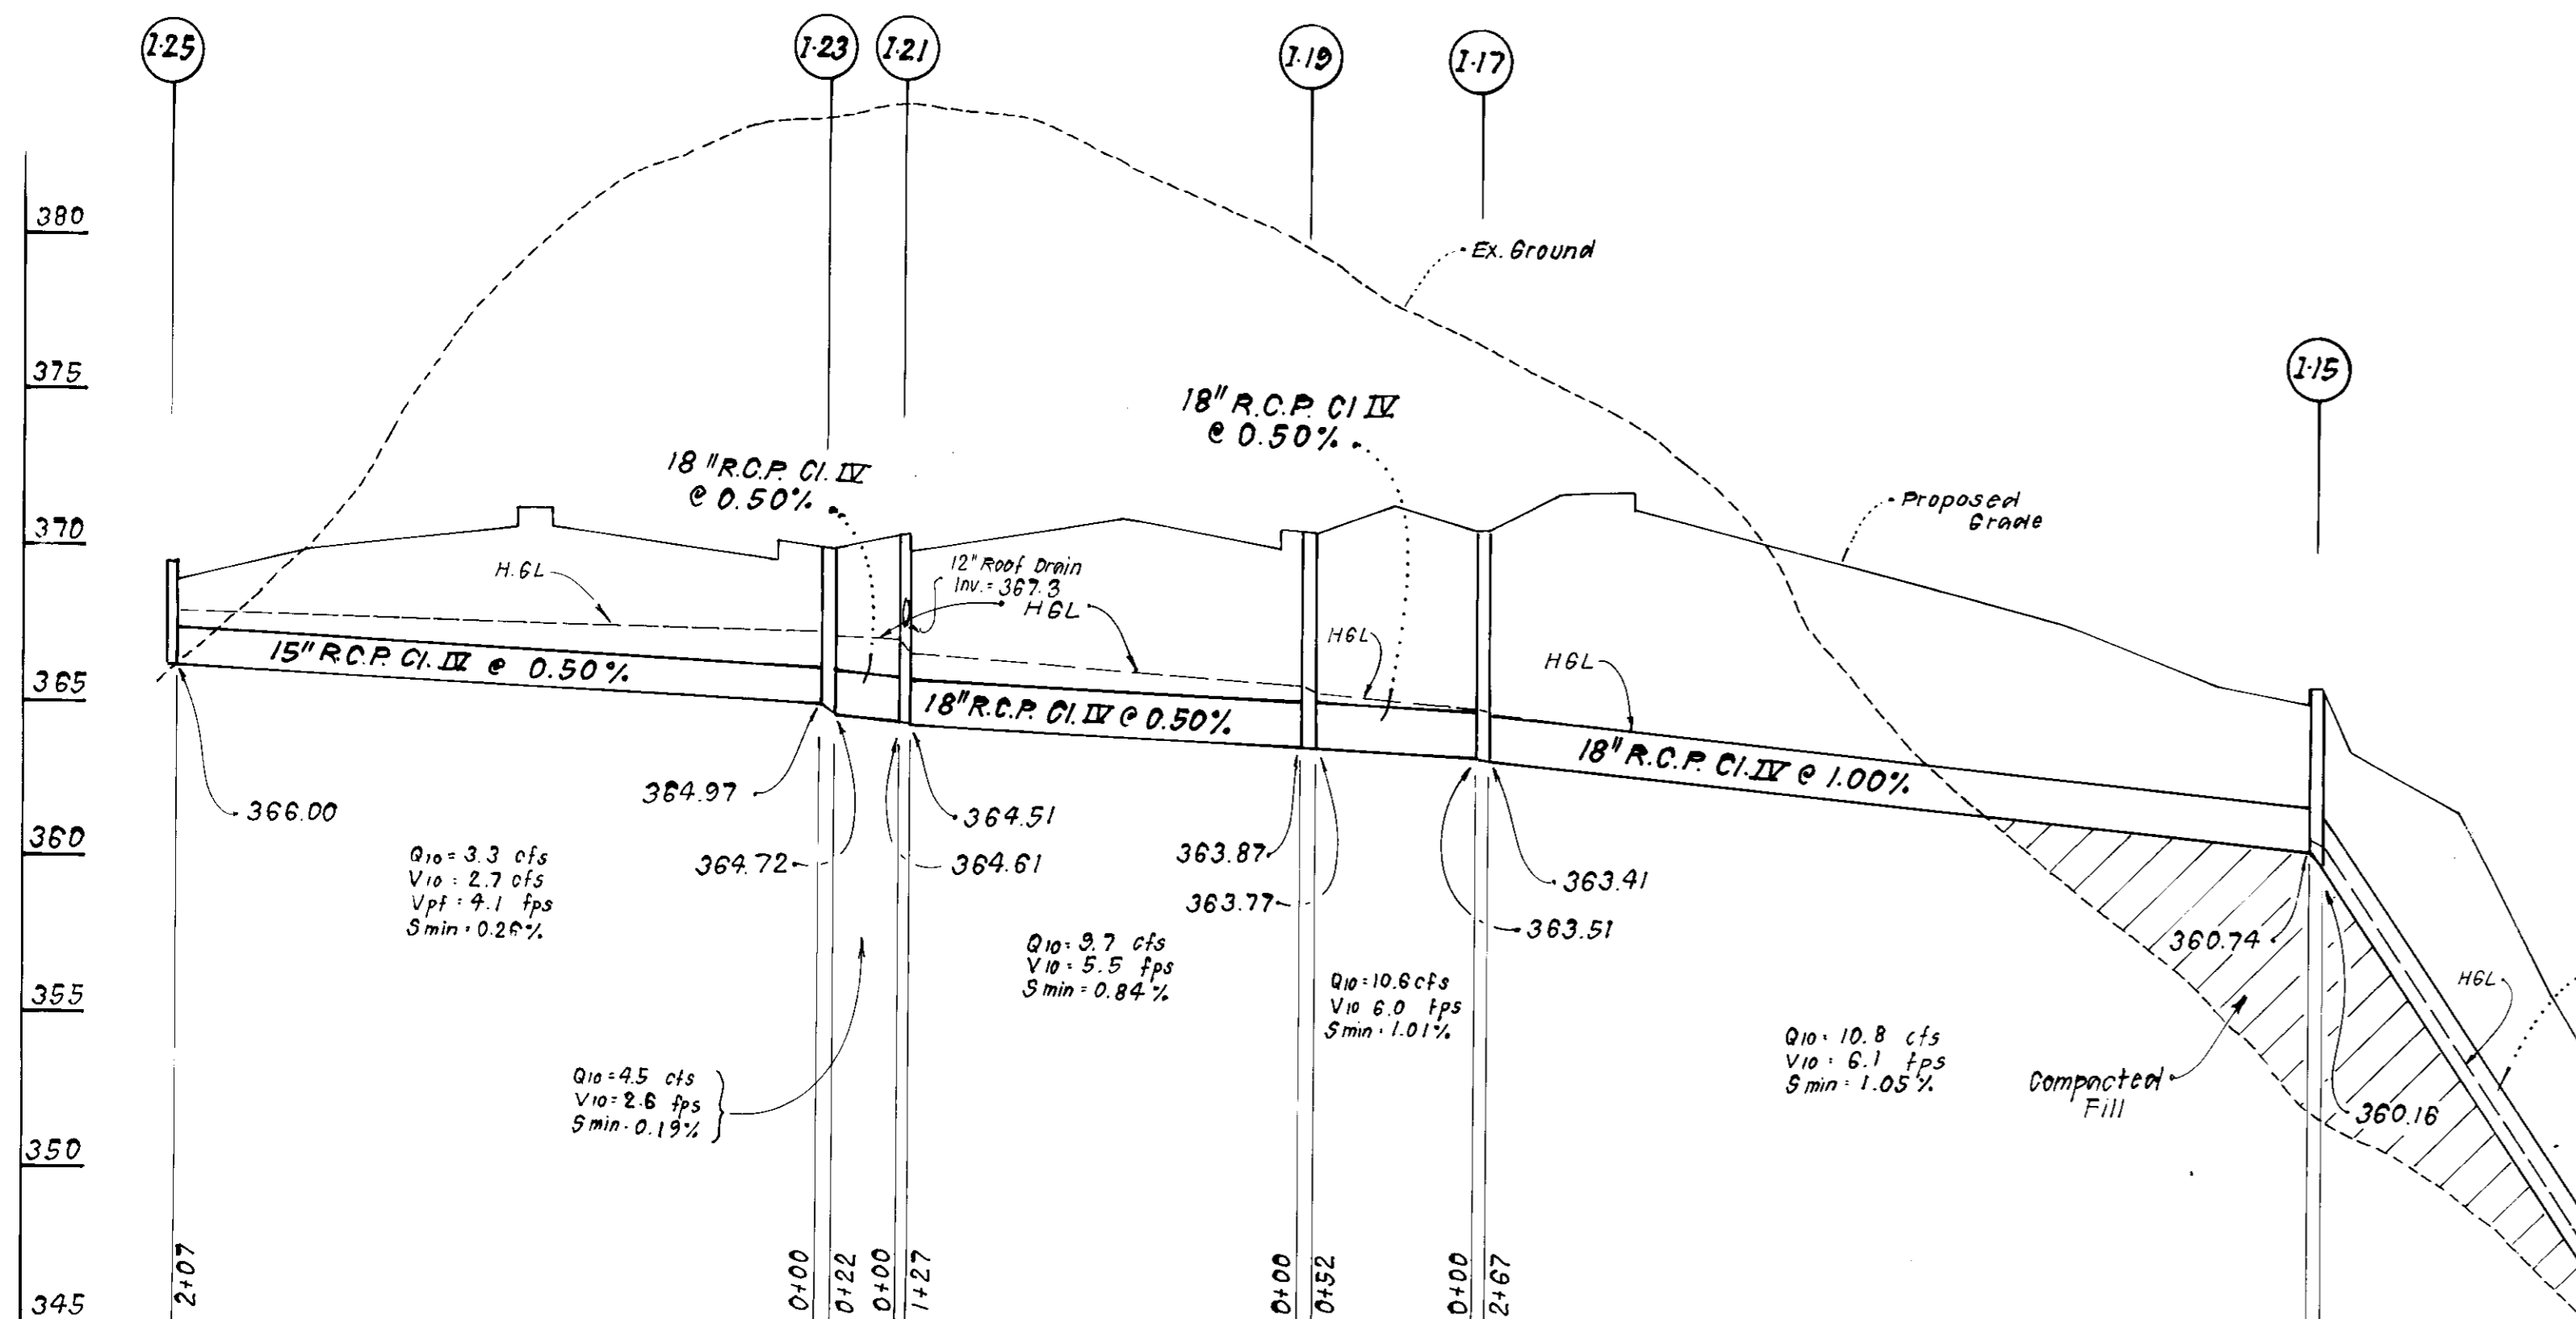 I-25
I-23
I-21
I-19
I-17
I-15
380
375
370
365
360
355
350
345
Ex. Ground
18" R.C.P. Cl IV
@ 0.50%
18" R.C.P. Cl. IV
@ 0.50%
Proposed
Grade
H.GL
12" Roof Drain
Inv. = 367.3
HGL
HGL
HGL
15" R.C.P. Cl. IV @ 0.50%
18" R.C.P. Cl. IV @ 0.50%
18" R.C.P. Cl. IV @ 1.00%
366.00
364.97
364.72
364.51
364.61
363.87
363.77
363.41
363.51
360.74
360.16
HGL
Q10 = 3.3 cfs
V10 = 2.7 cfs
Vpf = 4.1 fps
Smin = 0.26%
Q10 = 4.5 cfs
V10 = 2.6 fps
Smin = 0.19%
Q10 = 9.7 cfs
V10 = 5.5 fps
Smin = 0.84%
Q10 = 10.6 cfs
V10 6.0 fps
Smin = 1.01%
Q10 = 10.8 cfs
V10 = 6.1 fps
Smin = 1.05%
Compacted
Fill
2+07
0+00
0+22
0+00
1+27
0+00
0+52
0+00
2+67